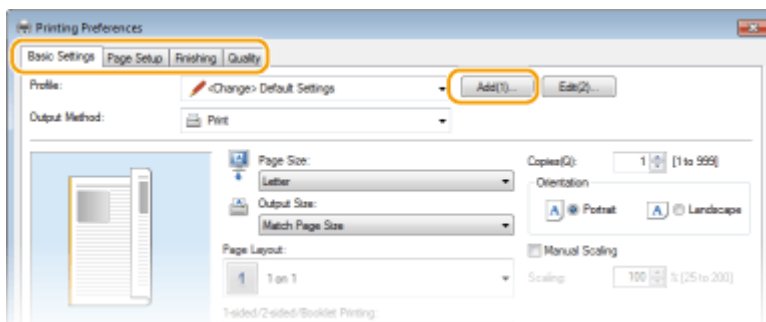 Printing Preferences
Basic Settings Page Setup Finishing Quality
Profile: <Change> Default Settings Add(1)... Edit(2)...
Output Method: Print
Page Size: Copies(Q): 1 [1 to 999]
Letter Orientation
Output Size: A Portrait A Landscape
Match Page Size
Page Layout: Manual Scaling
1 1 on 1 Scaling: 100 % [25 to 200]
1-sided/2-sided/Booklet Printing: